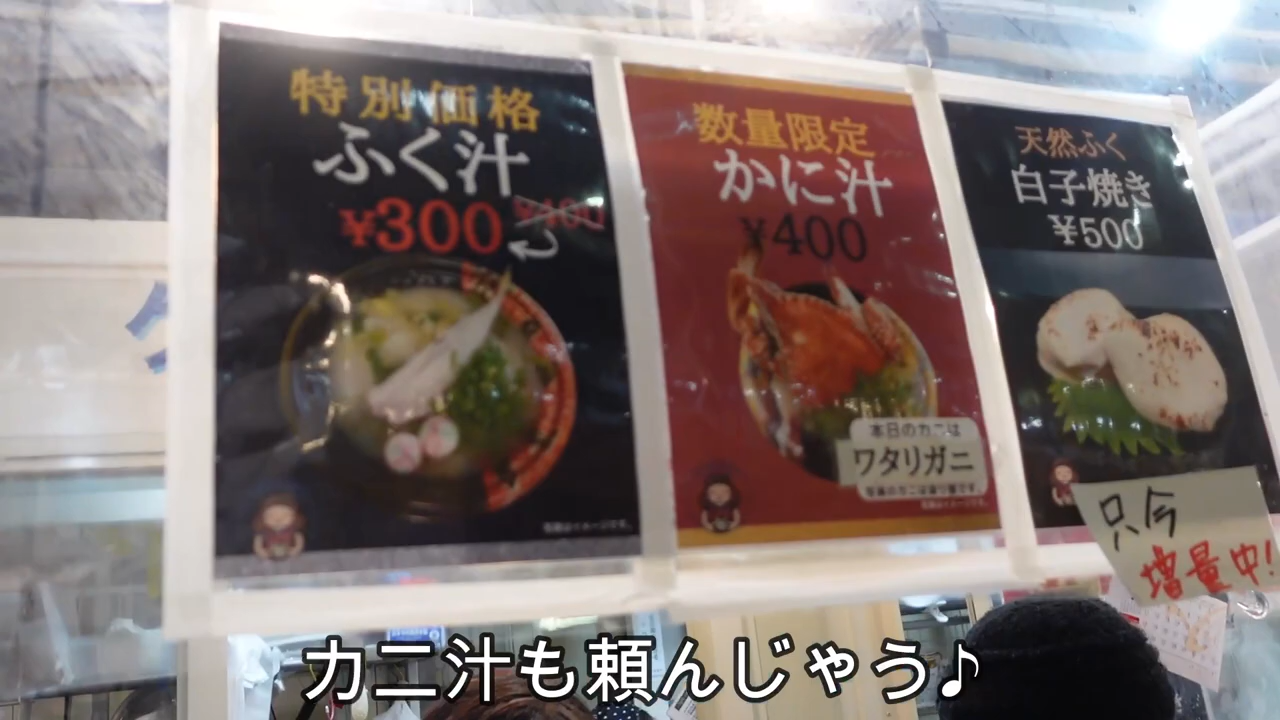 特別価格
ふく汁
¥300
¥400
数量限定
かに汁
¥400
本日のカニは
ワタリガニ
天然ふく
白子焼き
¥500
只今
増量中!
カニ汁も頼んじゃう♪